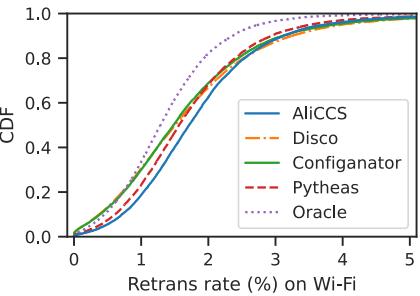 1.0
0.8
0.6
0.4
0.2
0.0
CDF
AliCCS
Disco
Configanator
Pytheas
Oracle
0 1 2 3 4 5
Retrans rate (%) on Wi-Fi